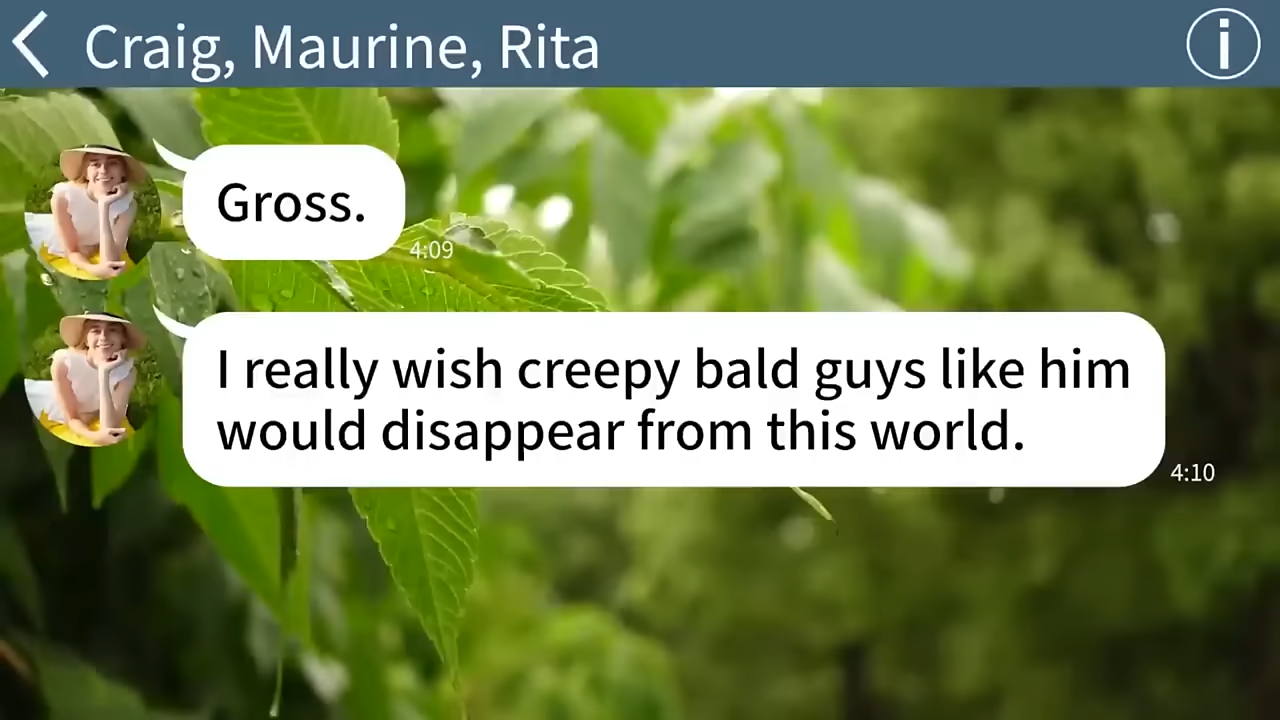 Craig, Maurine, Rita
Gross.
4:09
I really wish creepy bald guys like him
would disappear from this world.
4:10